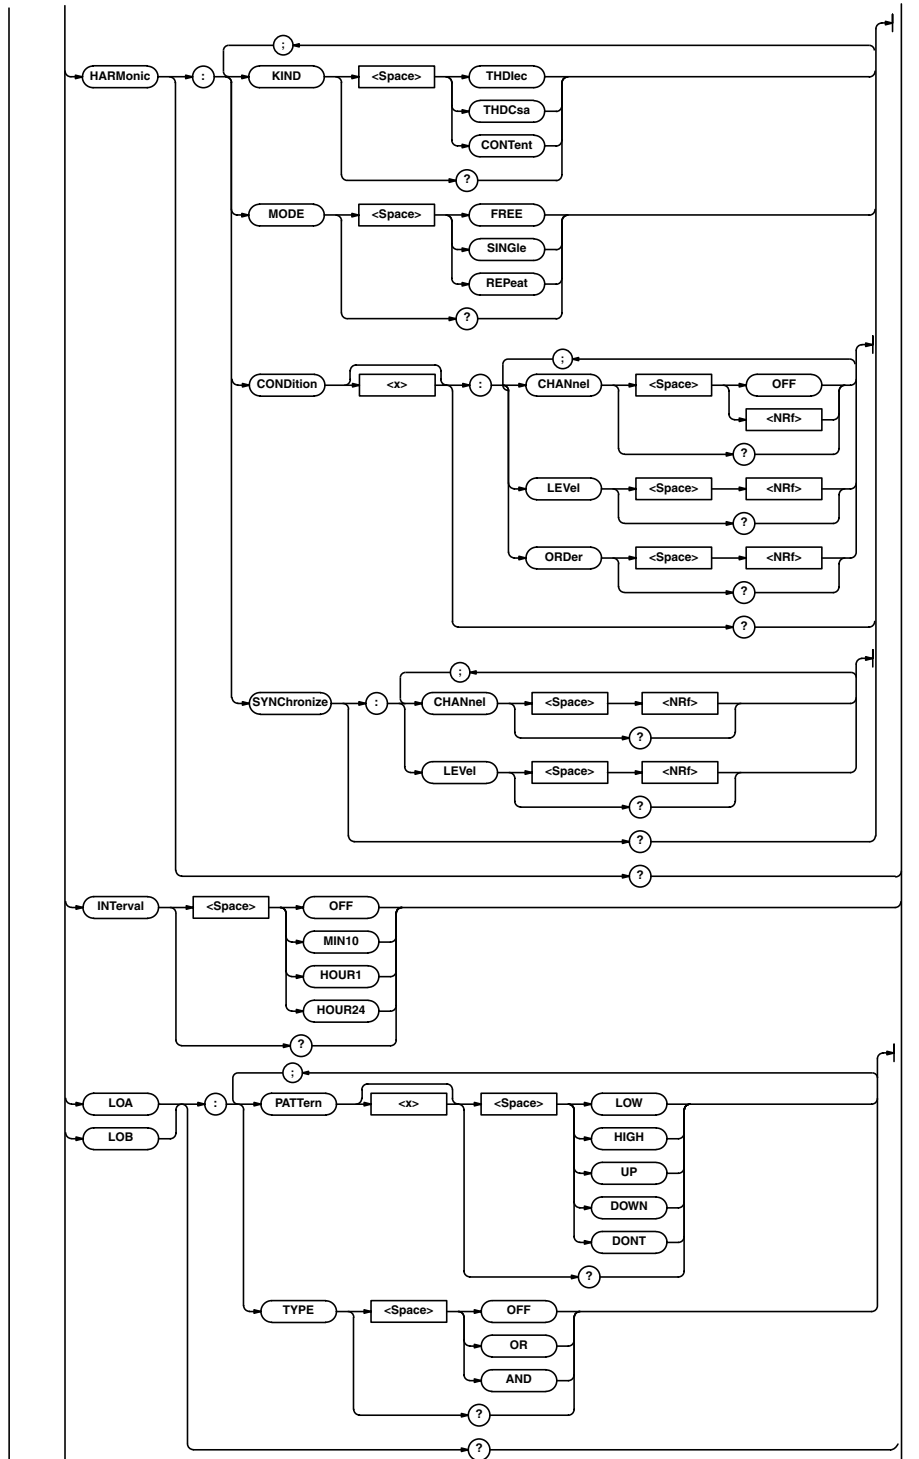 ;
HARMonic : KIND <Space> THDIec
THDCsa
CONTent
?
MODE <Space> FREE
SINGle
REPeat
?
;
CONDition <x> : CHANnel <Space> OFF
<NRf>
?
LEVel <Space> <NRf>
?
ORDer <Space> <NRf>
?
?
;
SYNChronize : CHANnel <Space> <NRf>
?
LEVel <Space> <NRf>
?
?
?
INTerval <Space> OFF
MIN10
HOUR1
HOUR24
?
;
LOA : PATTern <x> <Space> LOW
LOB HIGH
UP
DOWN
DONT
?
TYPE <Space> OFF
OR
AND
?
?